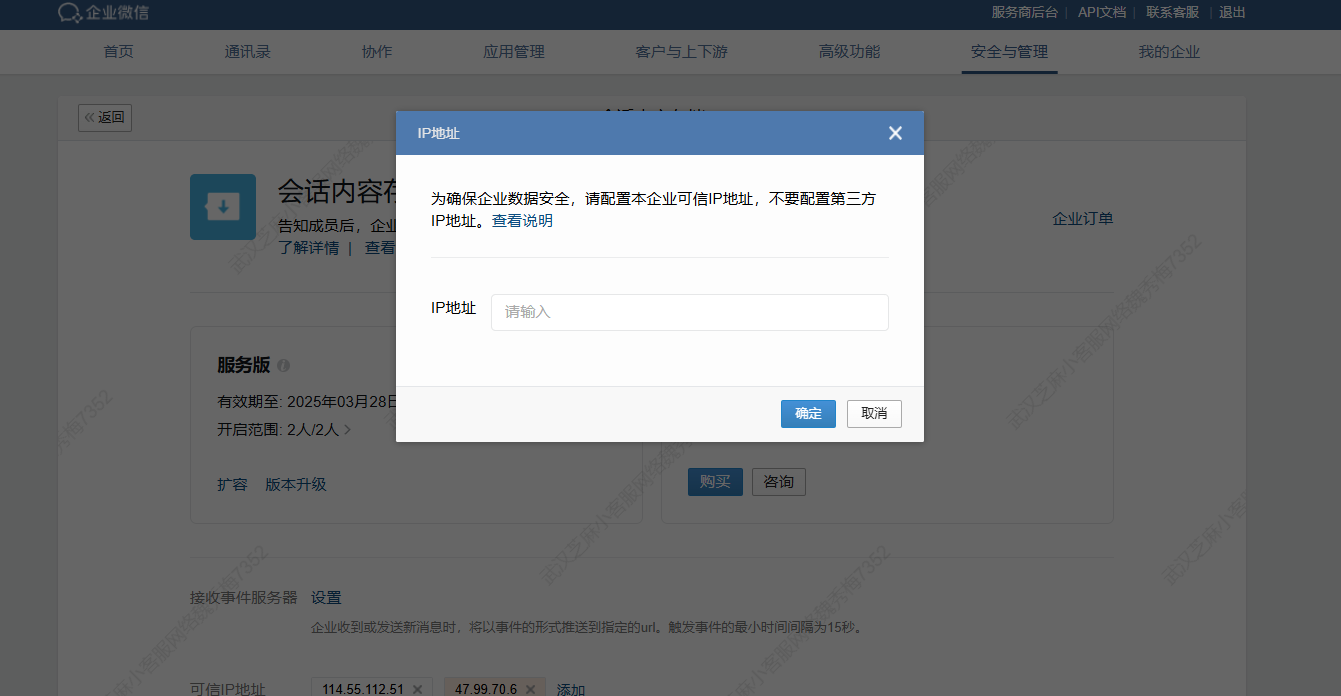 企业微信
服务商后台 | API文档 | 联系客服 | 退出
首页 通讯录 协作 应用管理 客户与上下游 高级功能 安全与管理 我的企业
« 返回
IP地址
会话内容存
为确保企业数据安全，请配置本企业可信IP地址，不要配置第三方
IP地址。查看说明
告知成员后，企业
了解详情 | 查看
企业订单
IP地址 请输入
服务版
有效期至: 2025年03月28日
开启范围: 2人/2人
确定 取消
扩容 版本升级
购买 咨询
接收事件服务器 设置
企业收到或发送新消息时，将以事件的形式推送到指定的url。触发事件的最小时间间隔为15秒。
可信IP地址 114.55.112.51 47.99.70.6 添加
武汉芝麻小客服网络魏秀梅7352